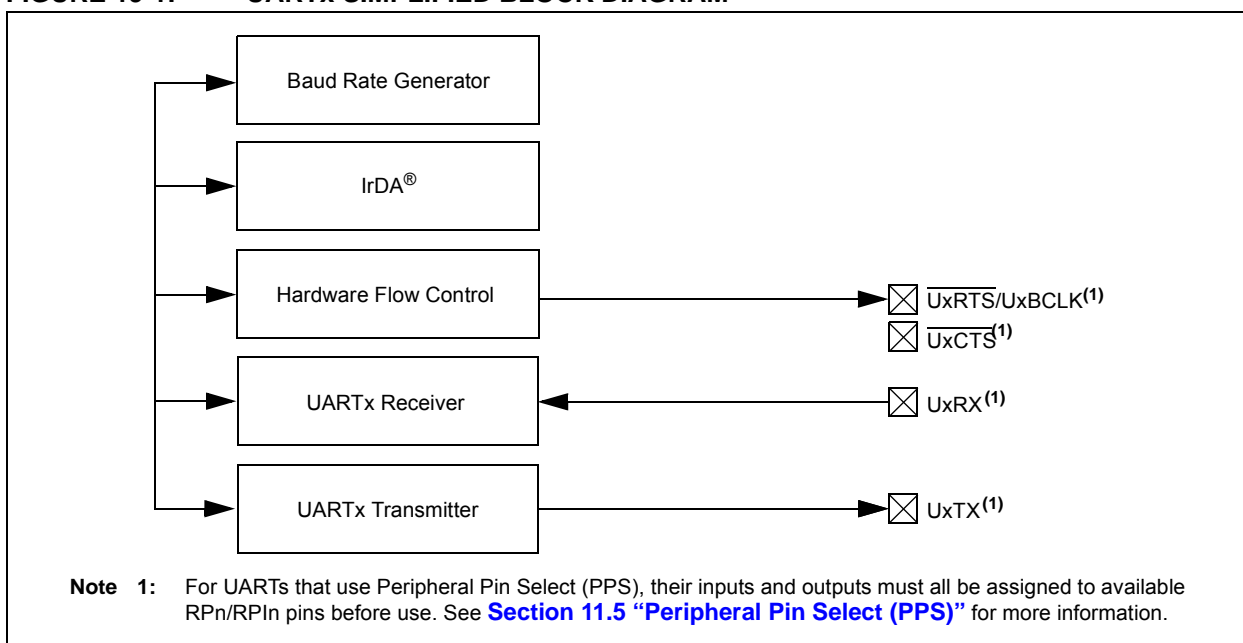 Baud Rate Generator
IrDA®
Hardware Flow Control
UxRTS/UxBCLK(1)
UxCTS(1)
UARTx Receiver
UxRX(1)
UARTx Transmitter
UxTX(1)
Note 1: For UARTs that use Peripheral Pin Select (PPS), their inputs and outputs must all be assigned to available
RPn/RPIn pins before use. See Section 11.5 “Peripheral Pin Select (PPS)” for more information.